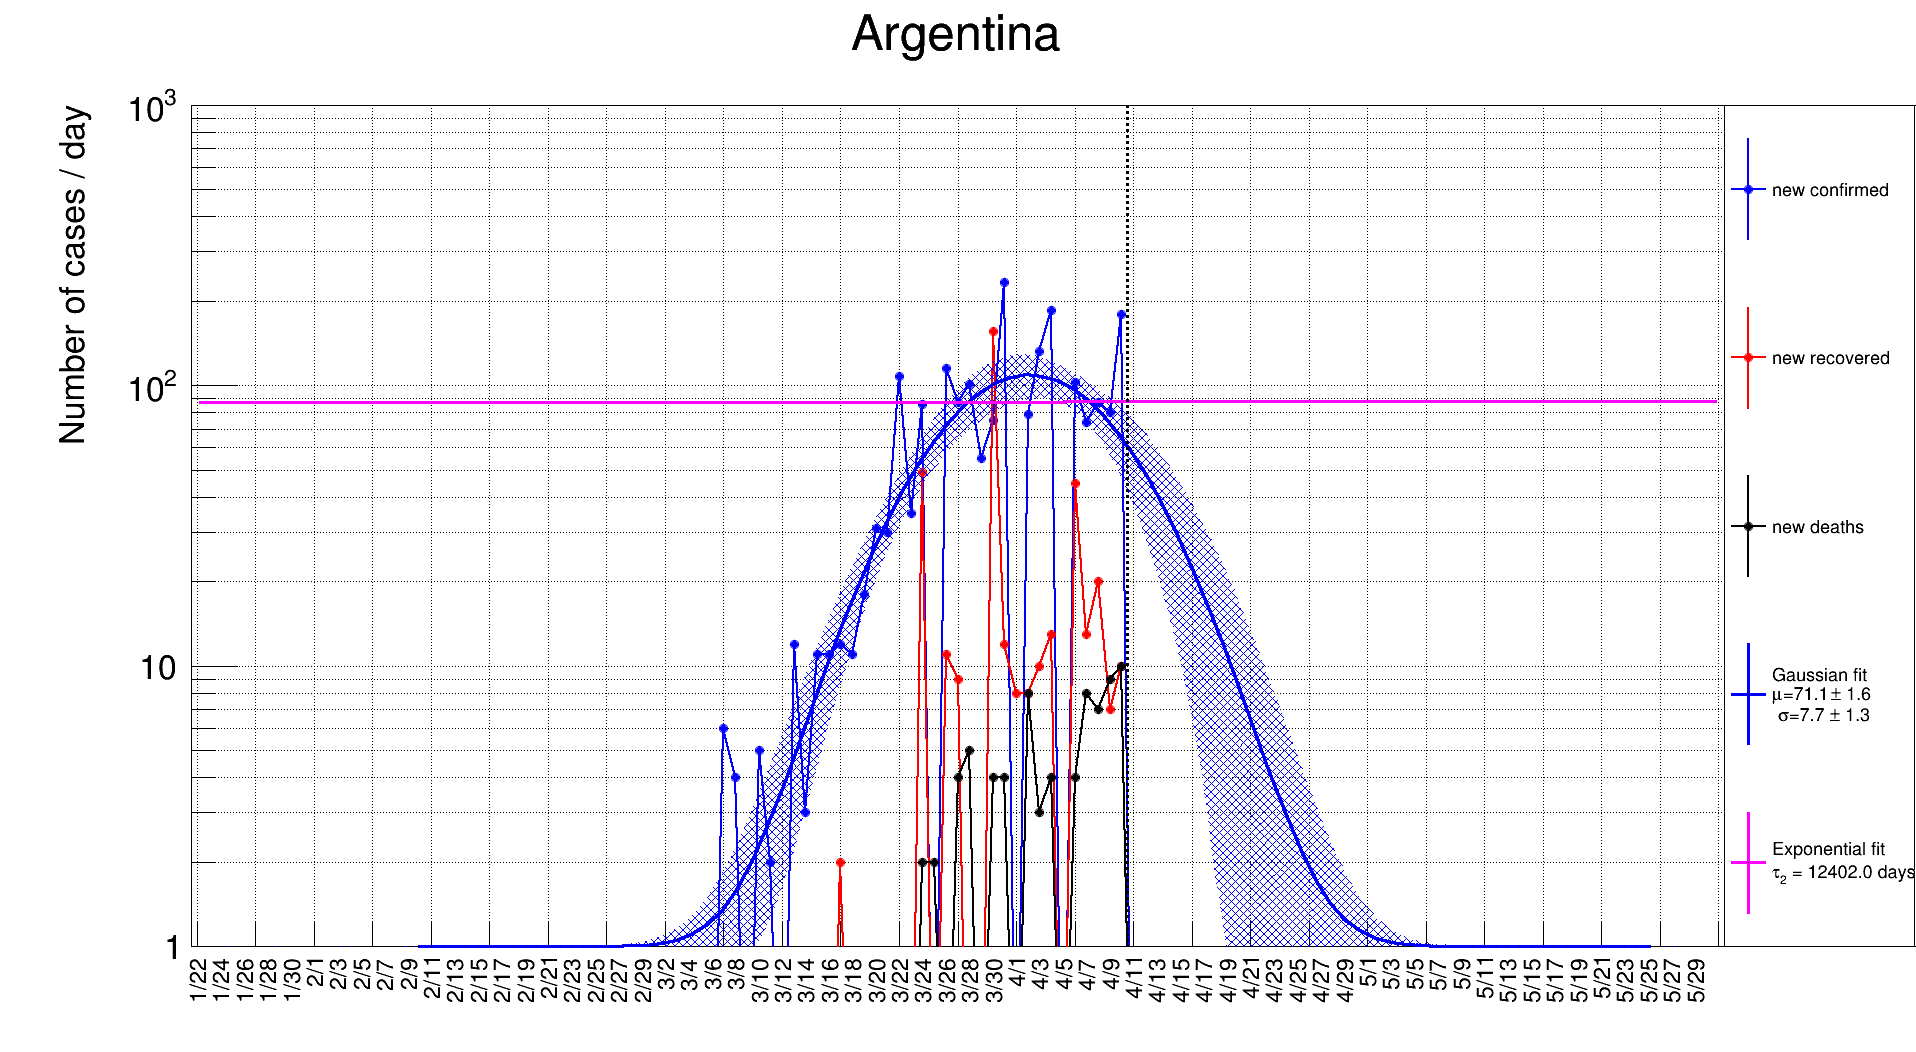 Argentina
Number of cases / day
10³
10²
10
1
1/22 1/24 1/26 1/28 1/30 2/1 2/3 2/5 2/7 2/9 2/11 2/13 2/15 2/17 2/19 2/21 2/23 2/25 2/27 2/29 3/2 3/4 3/6 3/8 3/10 3/12 3/14 3/16 3/18 3/20 3/22 3/24 3/26 3/28 3/30 4/1 4/3 4/5 4/7 4/9 4/11 4/13 4/15 4/17 4/19 4/21 4/23 4/25 4/27 4/29 5/1 5/3 5/5 5/7 5/9 5/11 5/13 5/15 5/17 5/19 5/21 5/23 5/25 5/27 5/29
new confirmed
new recovered
new deaths
Gaussian fit
μ=71.1 ± 1.6
σ=7.7 ± 1.3
Exponential fit
τ₂ = 12402.0 days